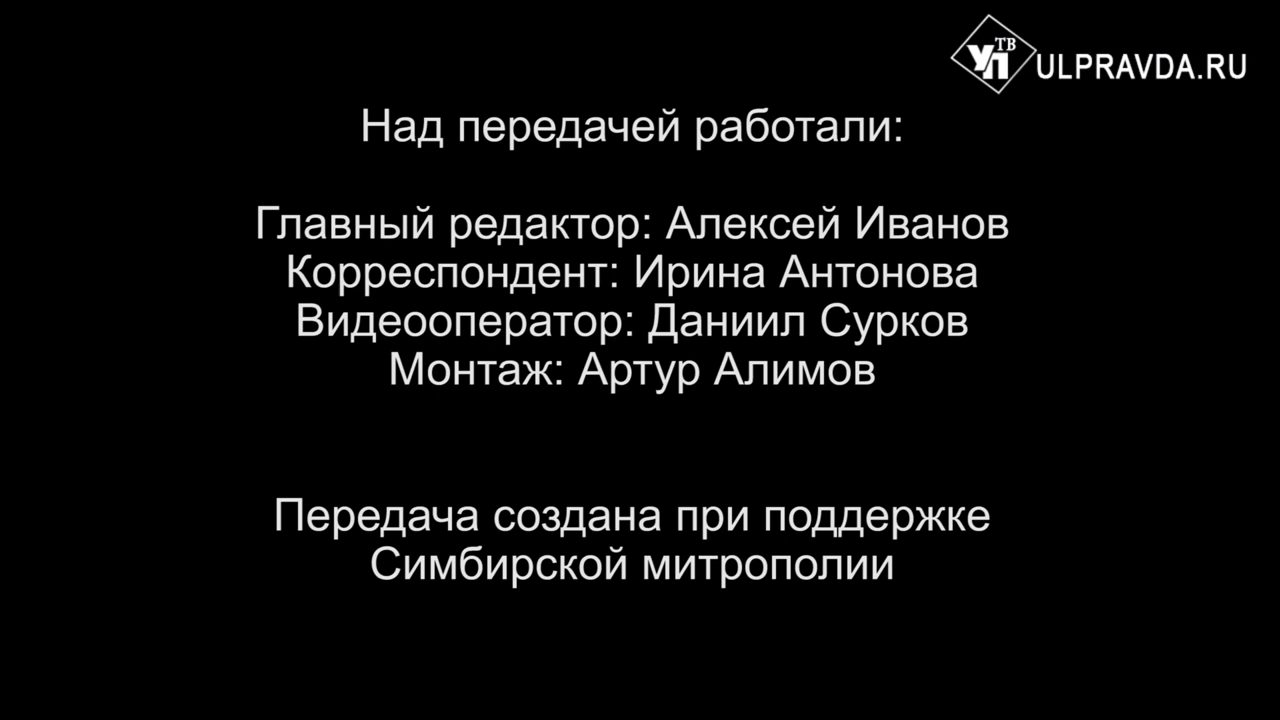 УП ТВ ULPRAVDA.RU
Над передачей работали:
Главный редактор: Алексей Иванов
Корреспондент: Ирина Антонова
Видеооператор: Даниил Сурков
Монтаж: Артур Алимов
Передача создана при поддержке
Симбирской митрополии